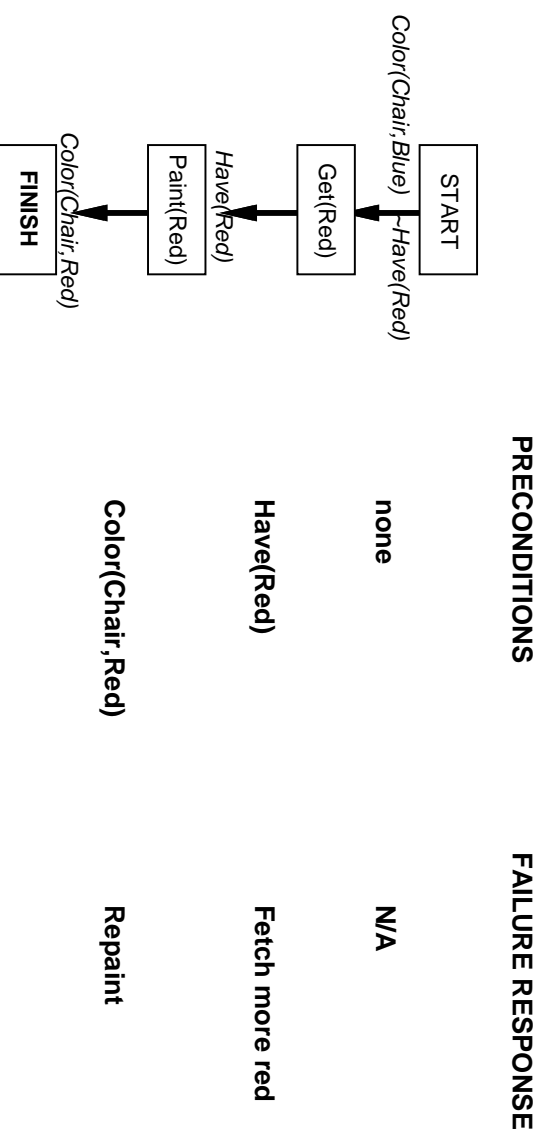 PRECONDITIONS FAILURE RESPONSE
START
Color(Chair,Blue) ~Have(Red)
none N/A
Get(Red)
Have(Red)
Have(Red) Fetch more red
Paint(Red)
Color(Chair,Red)
Color(Chair,Red) Repaint
FINISH